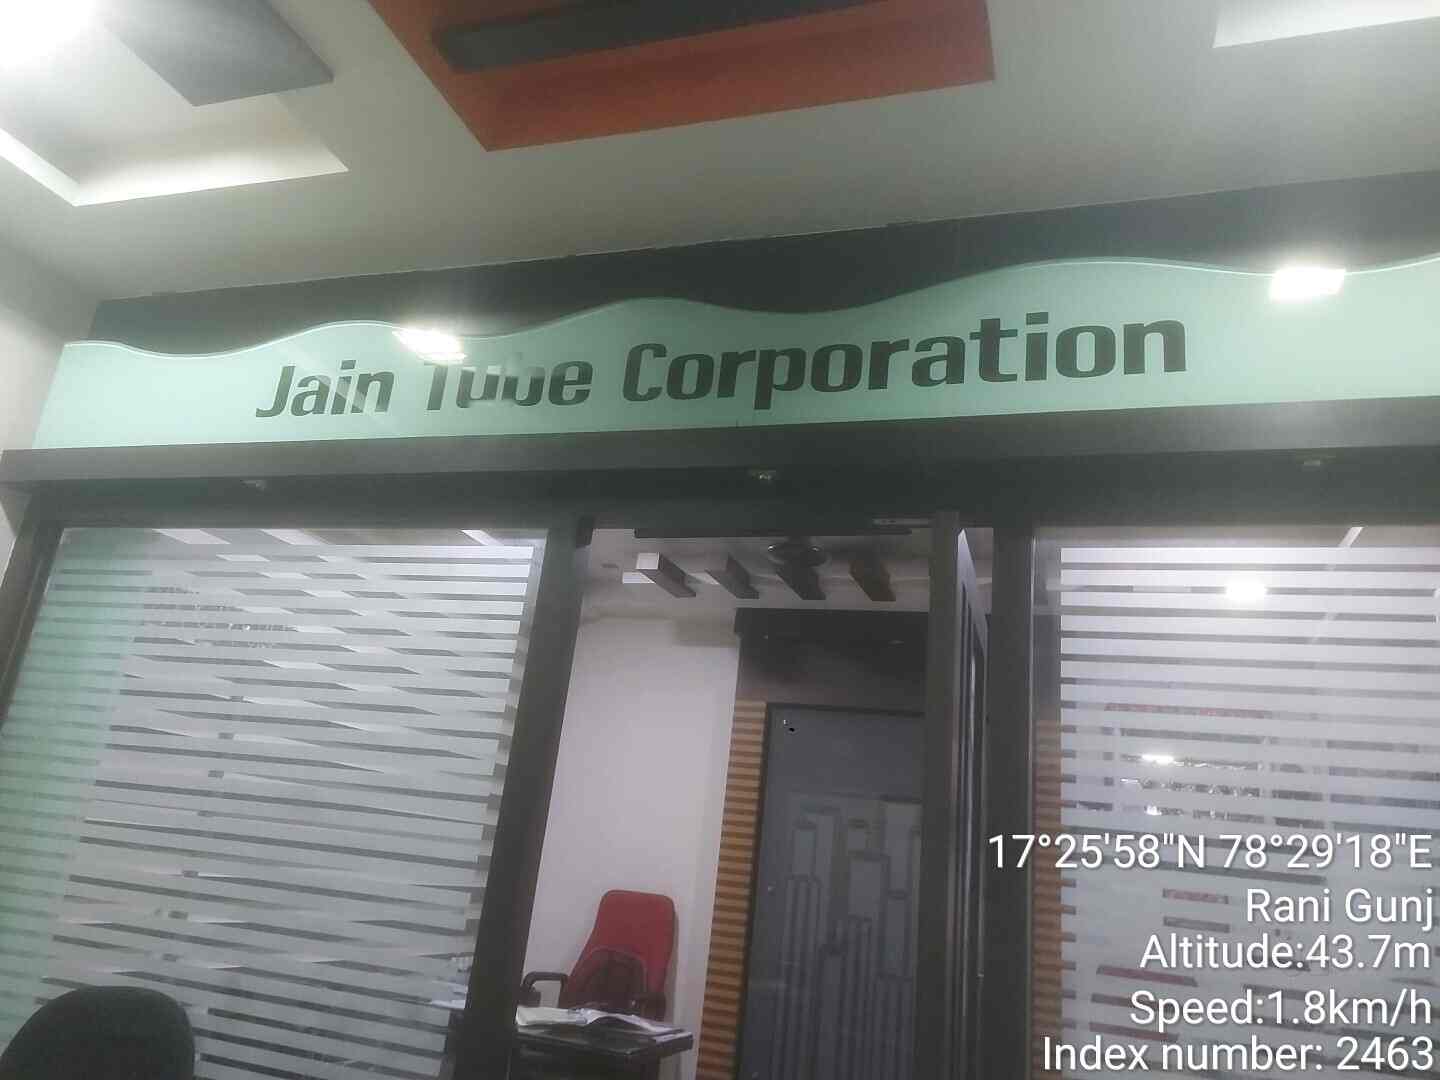 Jain Tube Corporation
17°25'58"N 78°29'18"E
Rani Gunj
Altitude:43.7m
Speed:1.8km/h
Index number: 2463